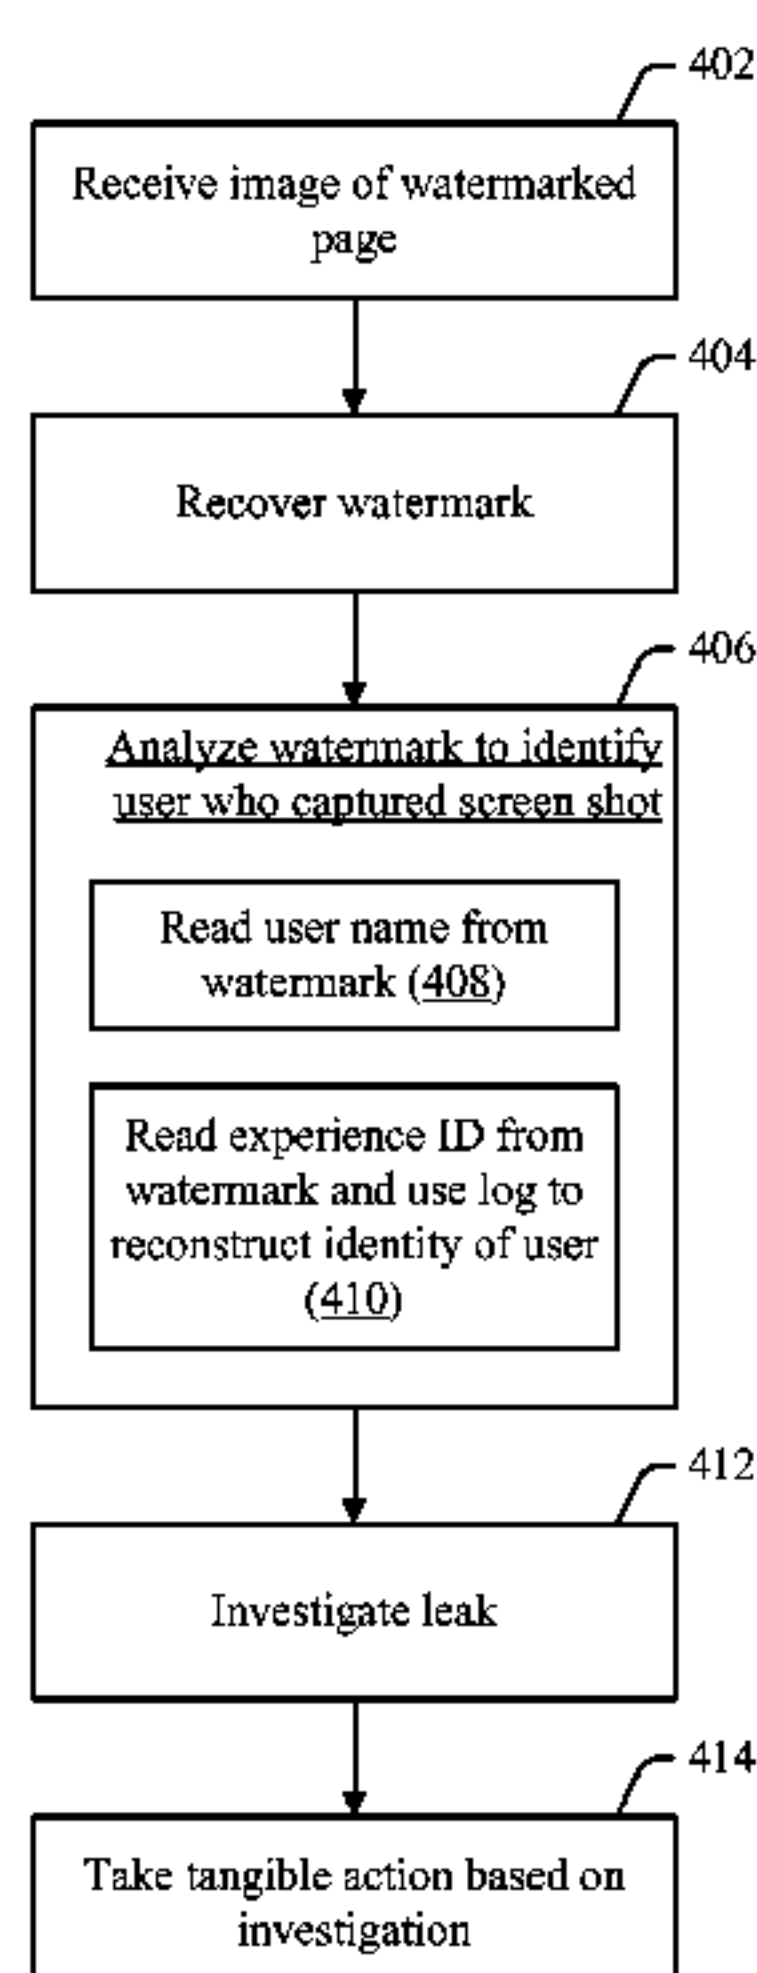 402
Receive image of watermarked
page
404
Recover watermark
406
Analyze watermark to identify
user who captured screen shot
Read user name from
watermark (408)
Read experience ID from
watermark and use log to
reconstruct identity of user
(410)
412
Investigate leak
414
Take tangible action based on
investigation